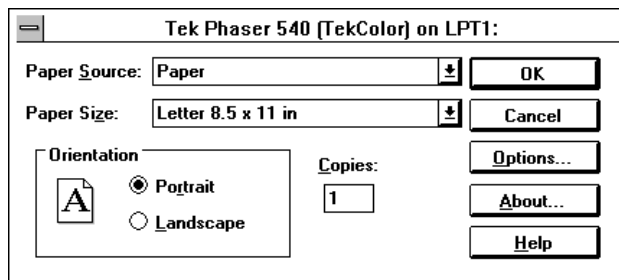 Tek Phaser 540 (TekColor) on LPT1:
Paper Source: Paper OK
Paper Size: Letter 8.5 x 11 in Cancel
Orientation Copies: Options...
A Portrait 1 About...
Landscape Help